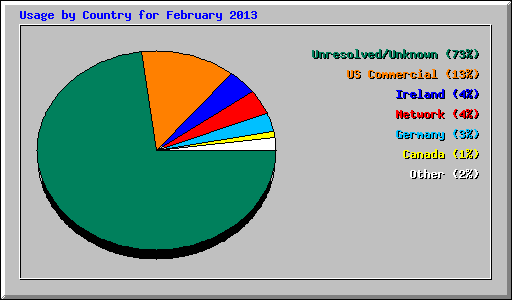 Usage by Country for February 2013
Unresolved/Unknown (73%)
US Commercial (13%)
Ireland (4%)
Network (4%)
Germany (3%)
Canada (1%)
Other (2%)